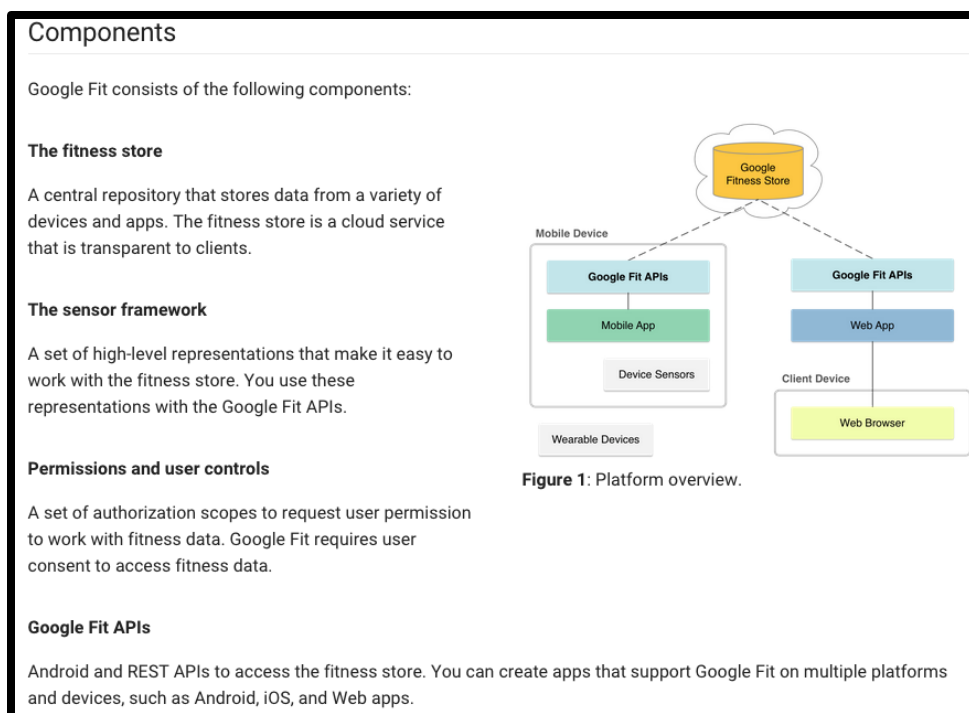 Components
Google Fit consists of the following components:
The fitness store
A central repository that stores data from a variety of
devices and apps. The fitness store is a cloud service
that is transparent to clients.
The sensor framework
A set of high-level representations that make it easy to
work with the fitness store. You use these
representations with the Google Fit APIs.
Permissions and user controls
A set of authorization scopes to request user permission
to work with fitness data. Google Fit requires user
consent to access fitness data.
Google
Fitness Store
Mobile Device
Google Fit APIs
Mobile App
Device Sensors
Wearable Devices
Google Fit APIs
Web App
Client Device
Web Browser
Figure 1: Platform overview.
Google Fit APIs
Android and REST APIs to access the fitness store. You can create apps that support Google Fit on multiple platforms
and devices, such as Android, iOS, and Web apps.